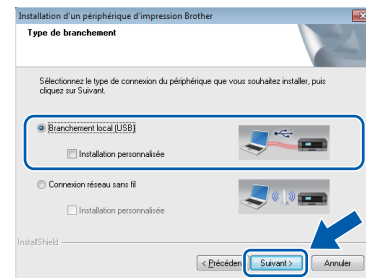 Installation d'un périphérique d'impression Brother
Type de branchement
Sélectionnez le type de connexion du périphérique que vous souhaitez installer, puis
cliquez sur Suivant.
Branchement local (USB)
Installation personnalisée
Connexion réseau sans fil
Installation personnalisée
InstallShield
< Précéden
Suivant >
Annuler